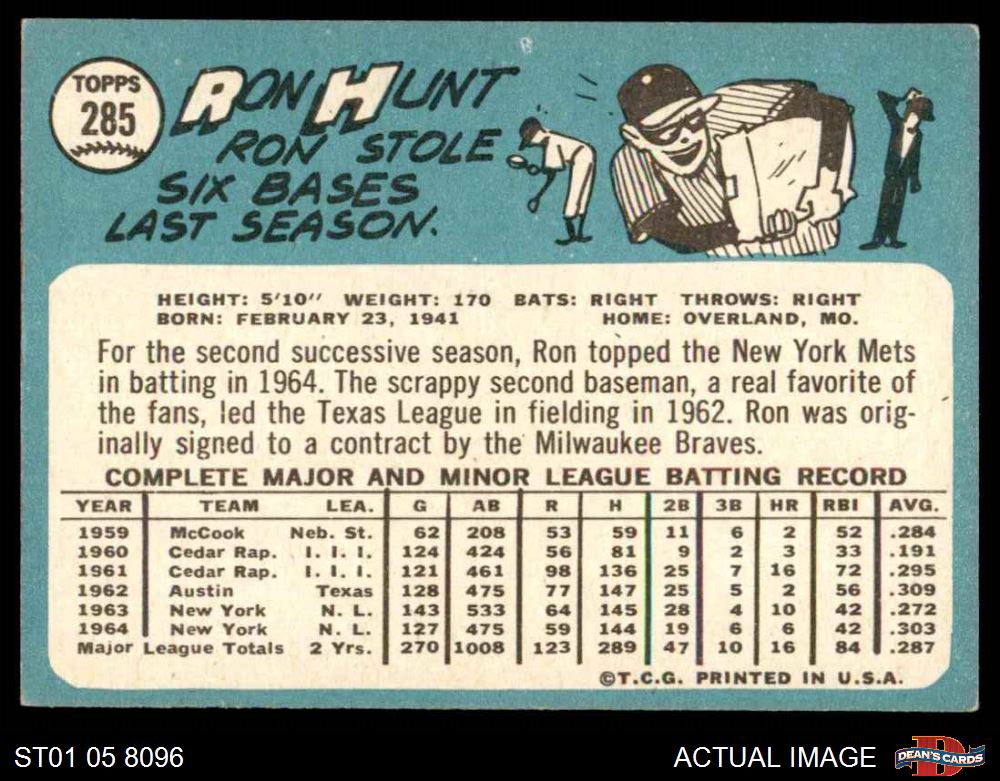 TOPPS
285
RON HUNT
RON STOLE
SIX BASES
LAST SEASON.
HEIGHT: 5'10" WEIGHT: 170 BATS: RIGHT THROWS: RIGHT
BORN: FEBRUARY 23, 1941 HOME: OVERLAND, MO.
For the second successive season, Ron topped the New York Mets
in batting in 1964. The scrappy second baseman, a real favorite of
the fans, led the Texas League in fielding in 1962. Ron was orig-
inally signed to a contract by the Milwaukee Braves.
COMPLETE MAJOR AND MINOR LEAGUE BATTING RECORD
YEAR TEAM LEA. G AB R H 2B 3B HR RBI AVG.
1959 McCook Neb. St. 62 208 53 59 11 6 2 52 .284
1960 Cedar Rap. I. I. I. 124 424 56 81 9 2 3 33 .191
1961 Cedar Rap. I. I. I. 121 461 98 136 25 7 16 72 .295
1962 Austin Texas 128 475 77 147 25 5 2 56 .309
1963 New York N. L. 143 533 64 145 28 4 10 42 .272
1964 New York N. L. 127 475 59 144 19 6 6 42 .303
Major League Totals 2 Yrs. 270 1008 123 289 47 10 16 84 .287
©T.C.G. PRINTED IN U.S.A.
ST01 05 8096 ACTUAL IMAGE
D
DEAN'S CARDS